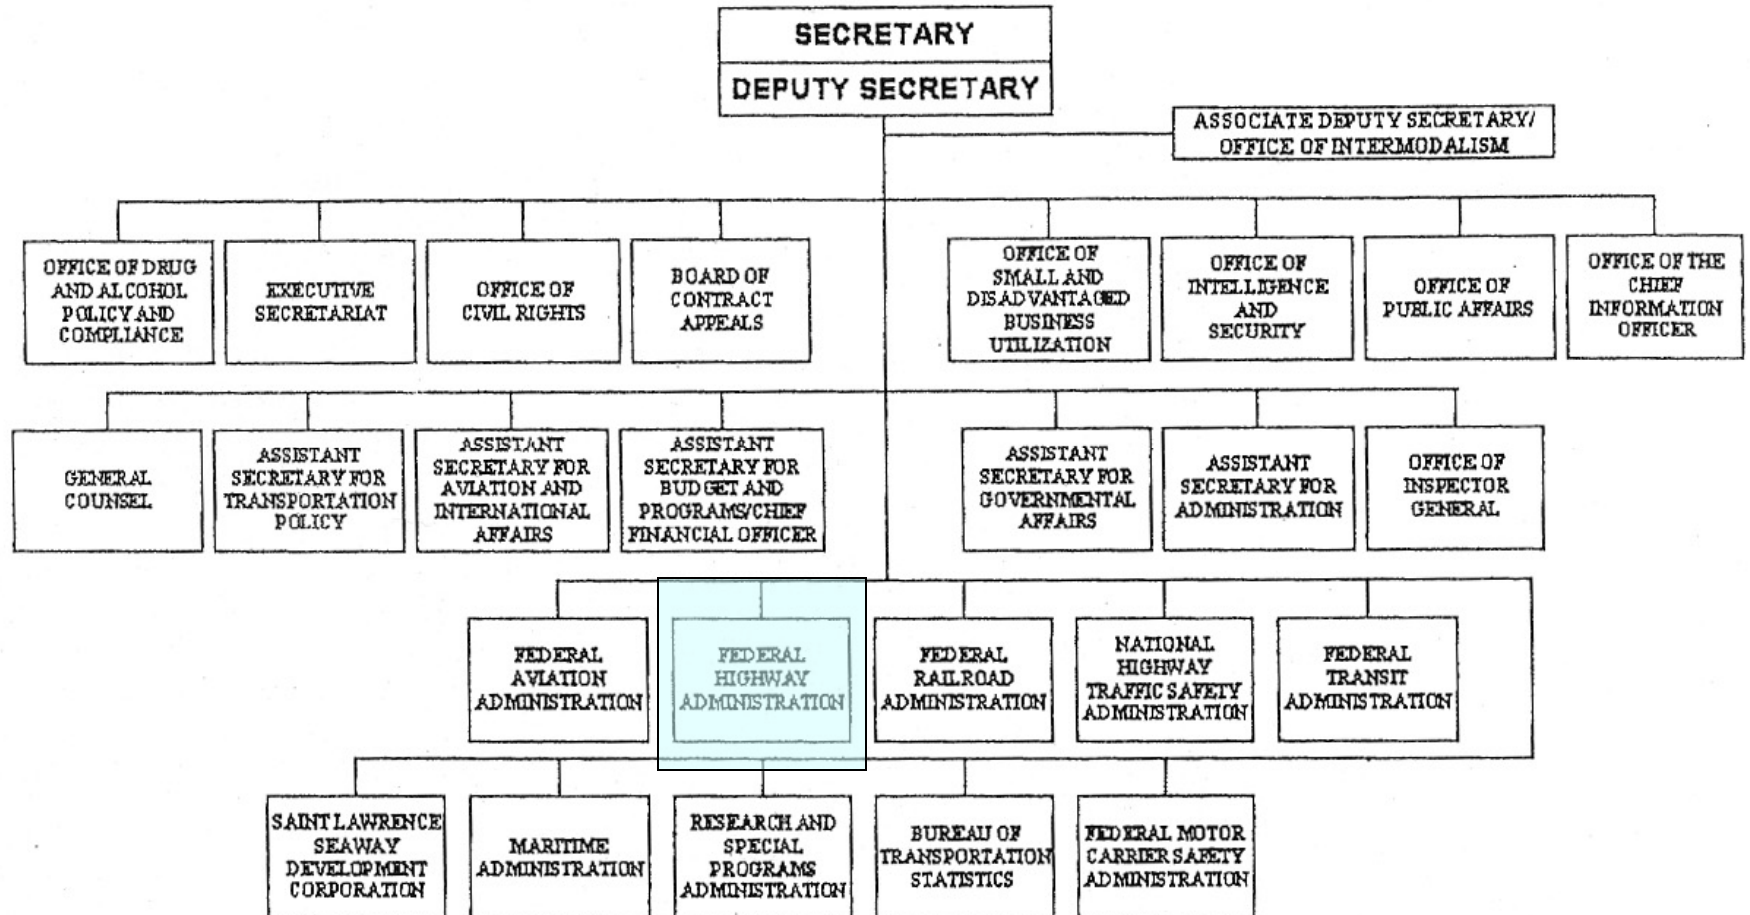 SECRETARY
DEPUTY SECRETARY
ASSOCIATE DEPUTY SECRETARY/
OFFICE OF INTERMODALISM
OFFICE OF DRUG
AND ALCOHOL
POLICY AND
COMPLIANCE
EXECUTIVE
SECRETARIAT
OFFICE OF
CIVIL RIGHTS
BOARD OF
CONTRACT
APPEALS
OFFICE OF
SMALL AND
DISADVANTAGED
BUSINESS
UTILIZATION
OFFICE OF
INTELLIGENCE
AND
SECURITY
OFFICE OF
PUBLIC AFFAIRS
OFFICE OF THE
CHIEF
INFORMATION
OFFICER
GENERAL
COUNSEL
ASSISTANT
SECRETARY FOR
TRANSPORTATION
POLICY
ASSISTANT
SECRETARY FOR
AVIATION AND
INTERNATIONAL
AFFAIRS
ASSISTANT
SECRETARY FOR
BUDGET AND
PROGRAMS/CHIEF
FINANCIAL OFFICER
ASSISTANT
SECRETARY FOR
GOVERNMENTAL
AFFAIRS
ASSISTANT
SECRETARY FOR
ADMINISTRATION
OFFICE OF
INSPECTOR
GENERAL
FEDERAL
AVIATION
ADMINISTRATION
FEDERAL
HIGHWAY
ADMINISTRATION
FEDERAL
RAILROAD
ADMINISTRATION
NATIONAL
HIGHWAY
TRAFFIC SAFETY
ADMINISTRATION
FEDERAL
TRANSIT
ADMINISTRATION
SAINT LAWRENCE
SEAWAY
DEVELOPMENT
CORPORATION
MARITIME
ADMINISTRATION
RESEARCH AND
SPECIAL
PROGRAMS
ADMINISTRATION
BUREAU OF
TRANSPORTATION
STATISTICS
FEDERAL MOTOR
CARRIER SAFETY
ADMINISTRATION